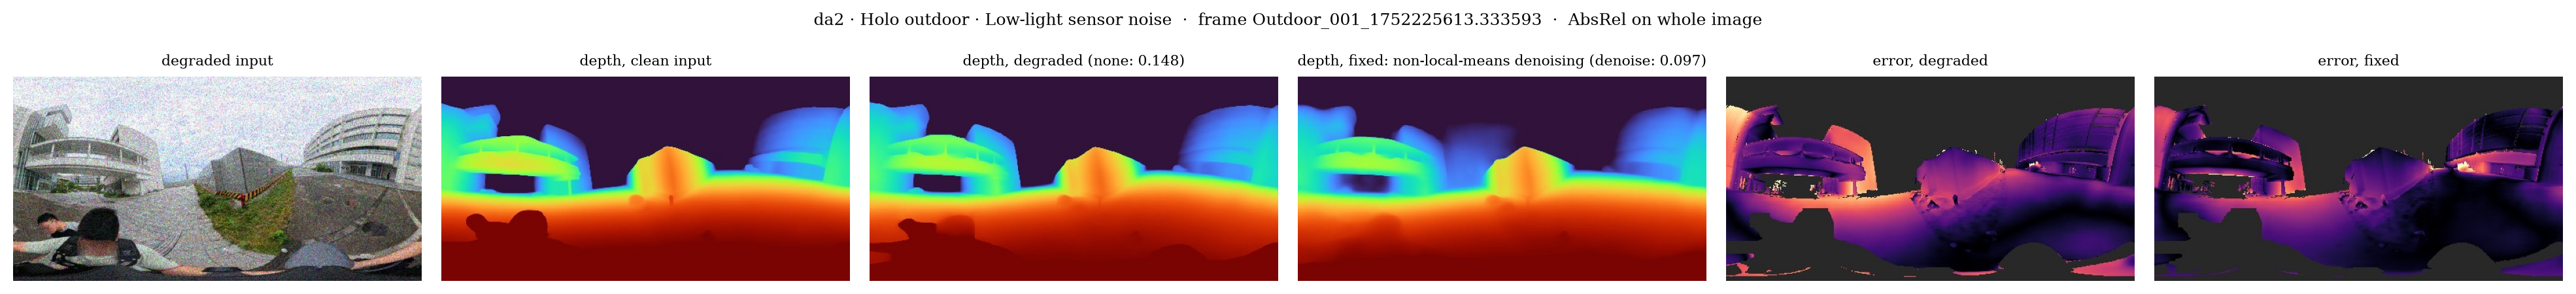 da2 · Holo outdoor · Low-light sensor noise · frame Outdoor_001_1752225613.333593 · AbsRel on whole image
degraded input
depth, clean input
depth, degraded (none: 0.148)
depth, fixed: non-local-means denoising (denoise: 0.097)
error, degraded
error, fixed